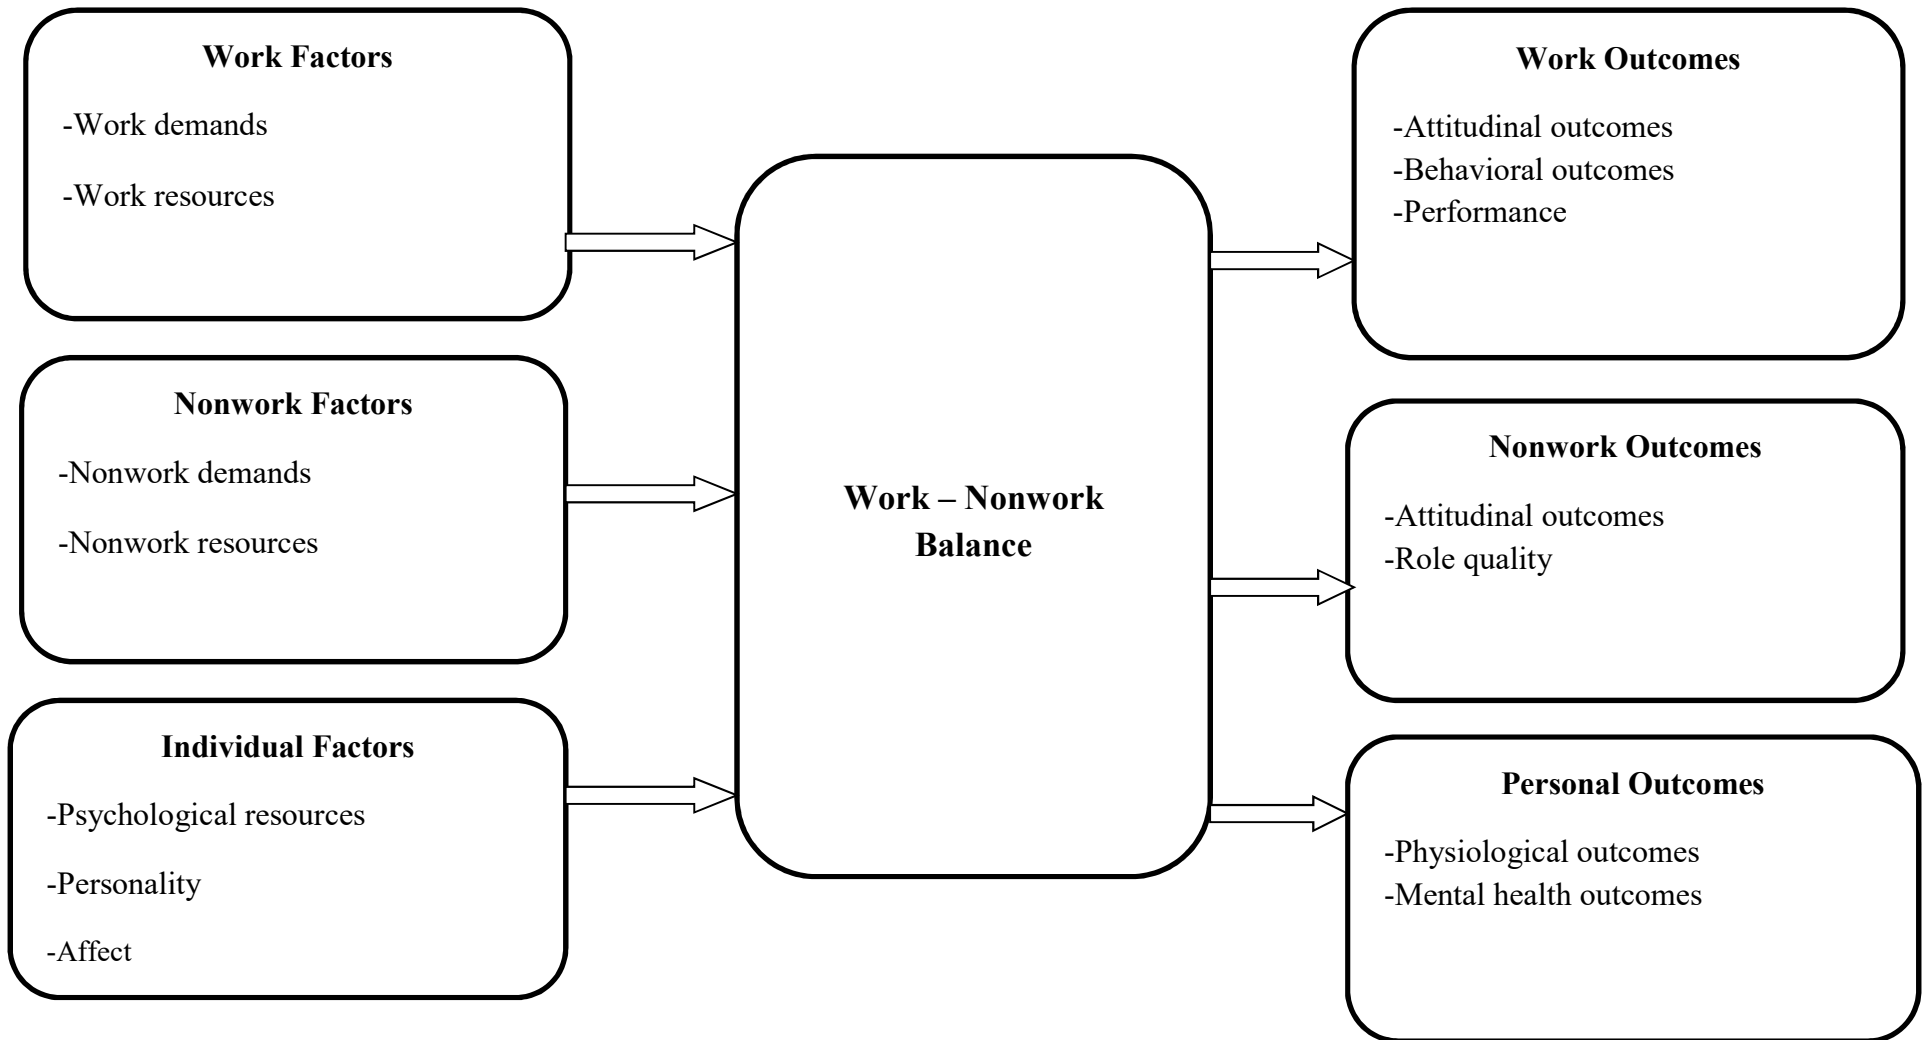 Work Factors
-Work demands
-Work resources
Nonwork Factors
-Nonwork demands
-Nonwork resources
Individual Factors
-Psychological resources
-Personality
-Affect
Work – Nonwork
Balance
Work Outcomes
-Attitudinal outcomes
-Behavioral outcomes
-Performance
Nonwork Outcomes
-Attitudinal outcomes
-Role quality
Personal Outcomes
-Physiological outcomes
-Mental health outcomes